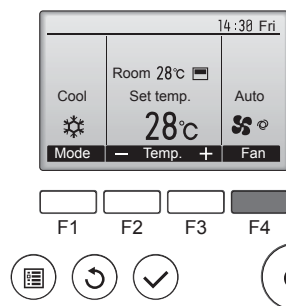 14:30 Fri
Room 28°C
Cool Set temp. Auto
28°C
Mode − Temp. + Fan
F1 F2 F3 F4